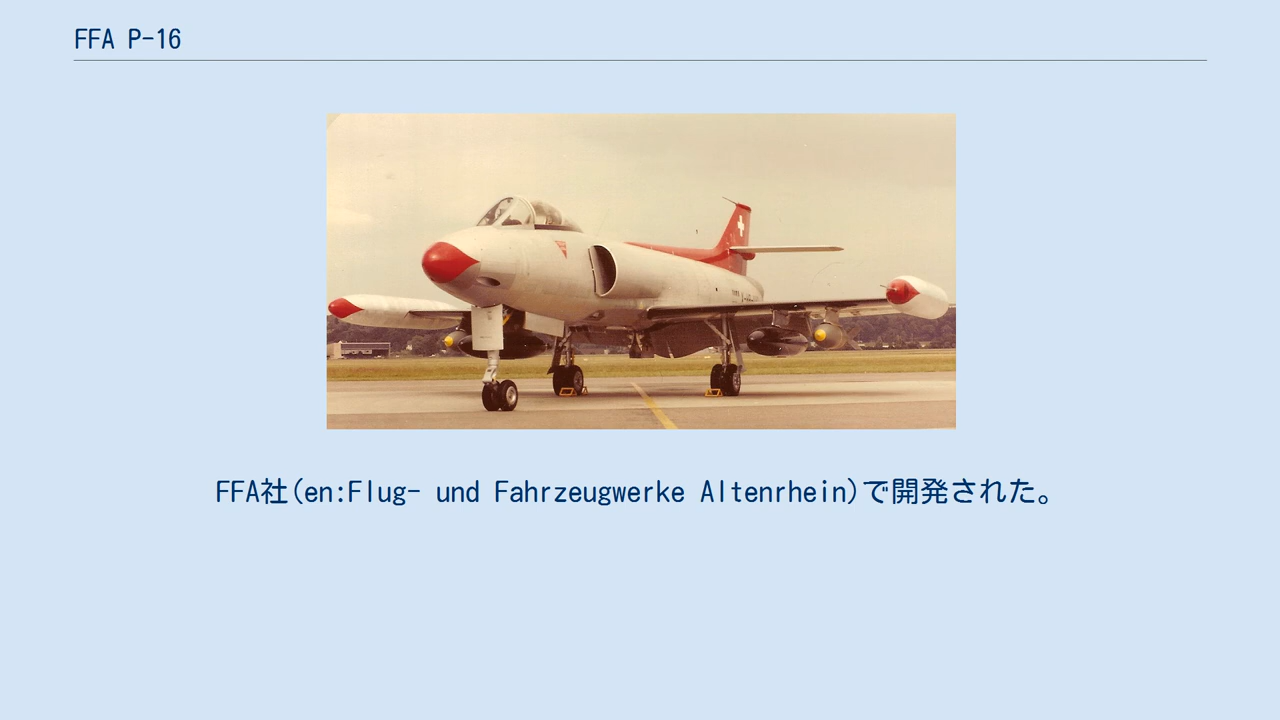 FFA P-16
FFA社(en:Flug- und Fahrzeugwerke Altenrhein)で開発された。